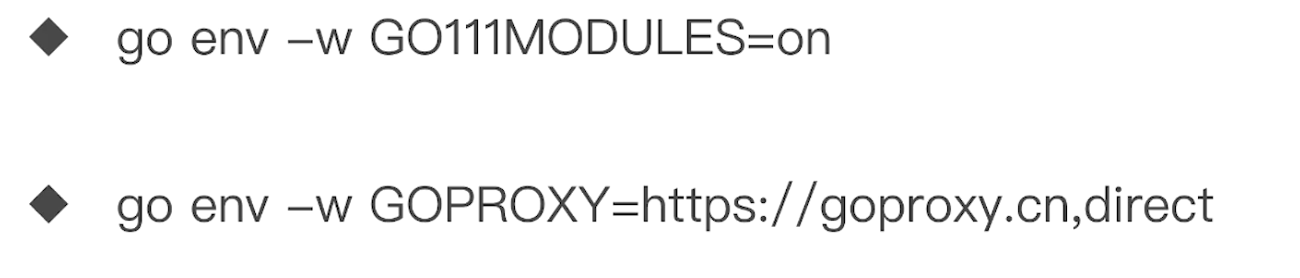 ◆ go env –w GO111MODULES=on
◆ go env –w GOPROXY=https://goproxy.cn,direct